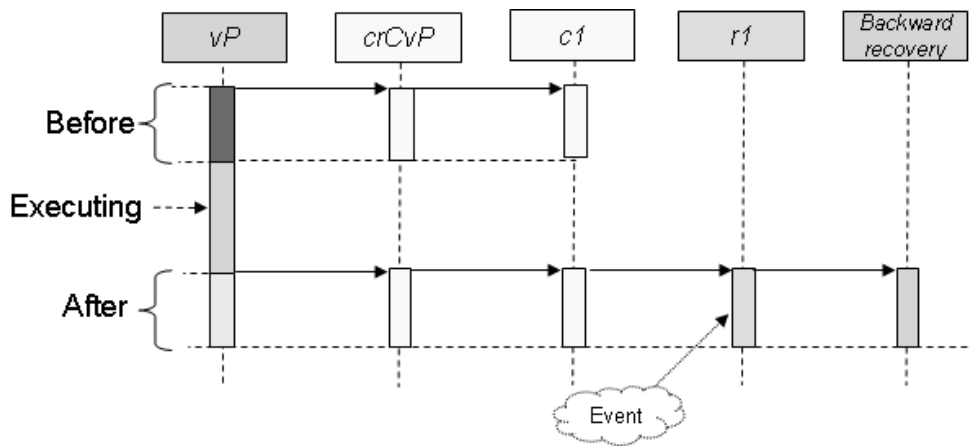 vP
crCvP
c1
r1
Backward
recovery
Before
Executing
After
Event